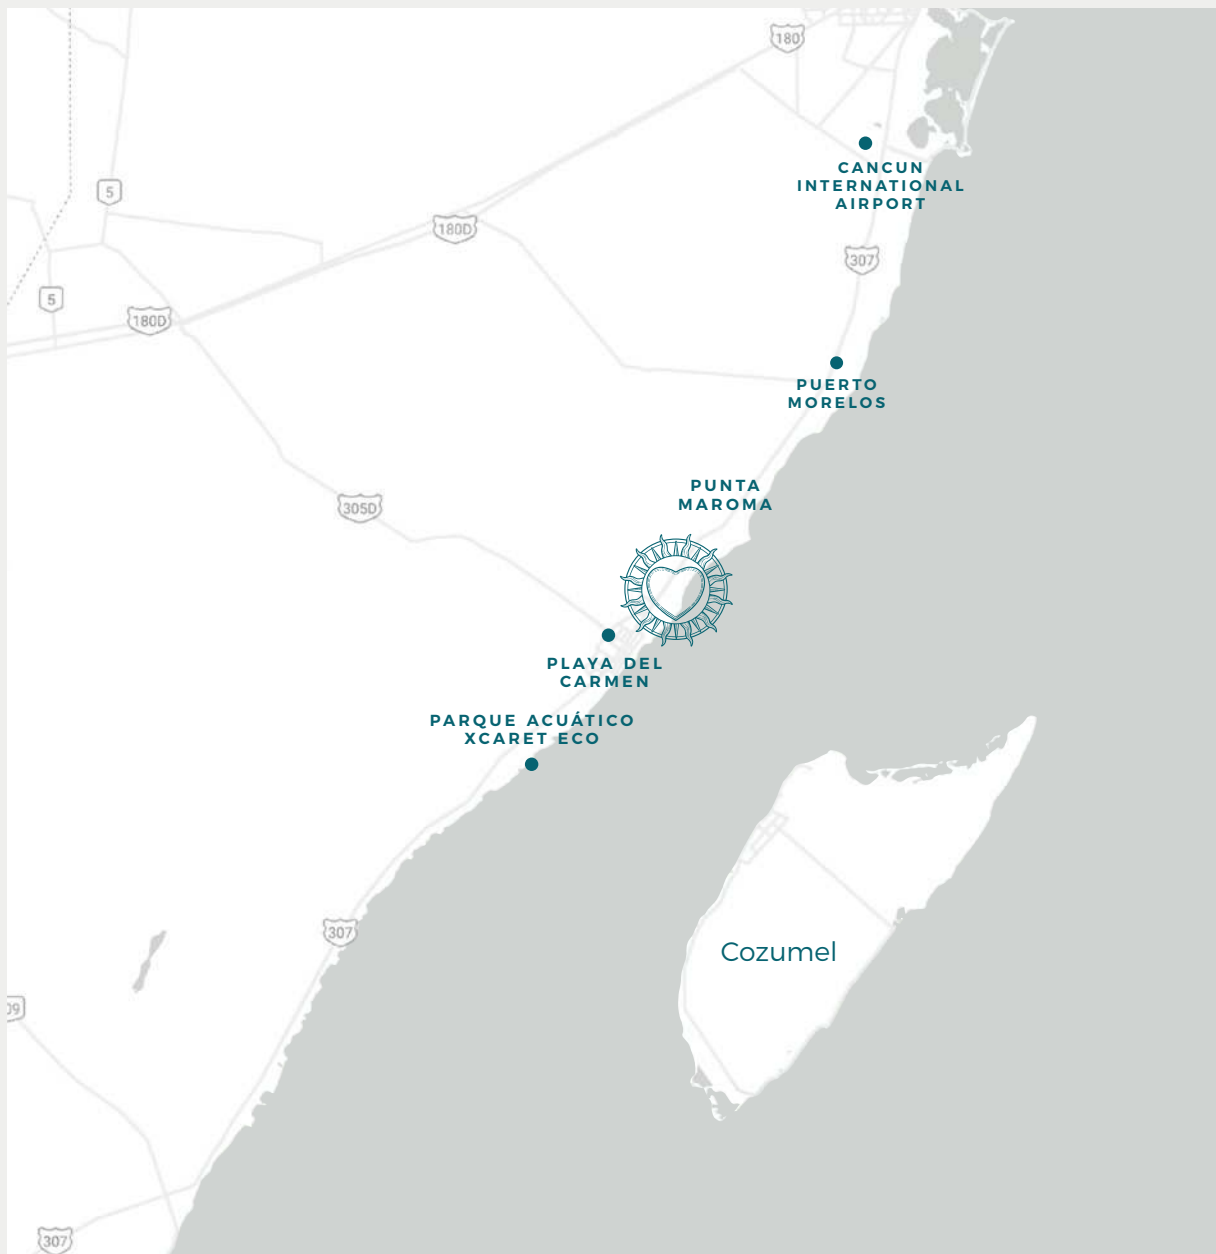 180
CANCUN
INTERNATIONAL
AIRPORT
5
180D
307
5
180D
PUERTO
MORELOS
PUNTA
MAROMA
305D
PLAYA DEL
CARMEN
PARQUE ACUÁTICO
XCARET ECO
307
Cozumel
09
307